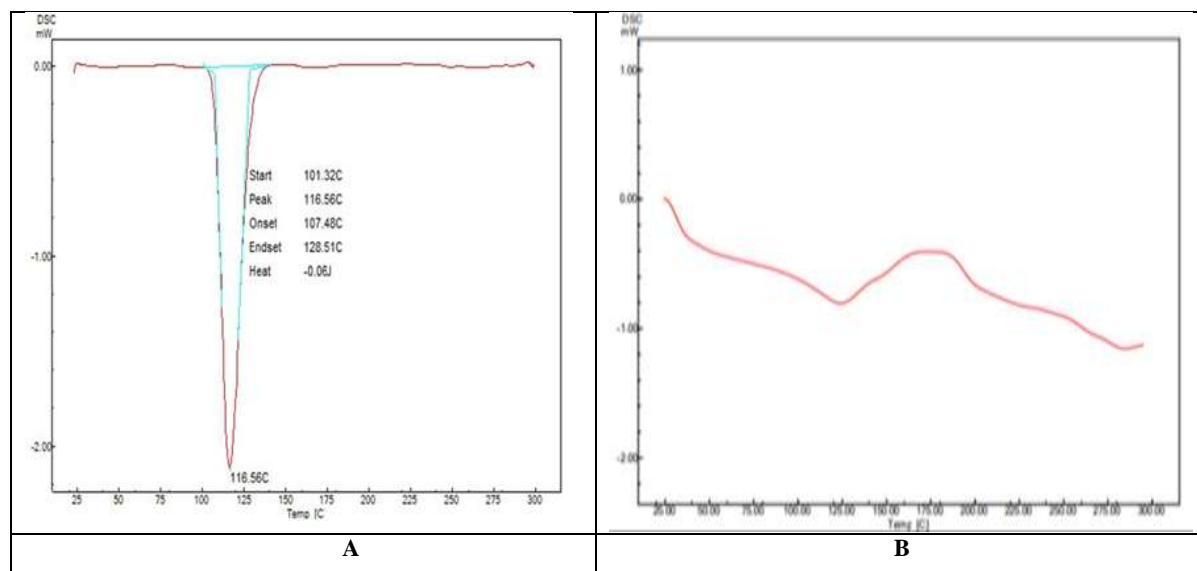 DSC
mW
0.00
-1.00
-2.00
Start 101.32C
Peak 116.56C
Onset 107.48C
Endset 128.51C
Heat -0.06J
116.56C
25 50 75 100 125 150 175 200 225 250 275 300
Temp [C
A
DSC
mW
1.00
0.00
-1.00
-2.00
25.00 50.00 75.00 100.00 125.00 150.00 175.00 200.00 225.00 250.00 275.00 300.00
Temp [C]
B